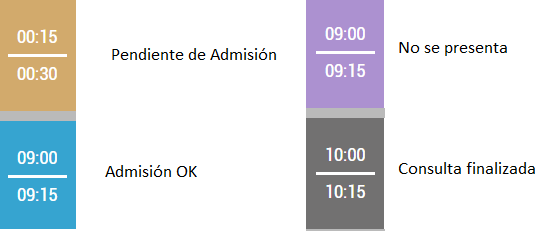 00:15
00:30
Pendiente de Admisión
09:00
09:15
No se presenta
09:00
09:15
Admisión OK
10:00
10:15
Consulta finalizada